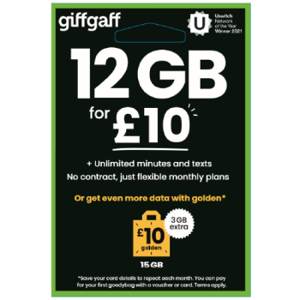 giffgaff
U
Uswitch
Network of
the Year
Winner 2021
12 GB
for
£10
+ Unlimited minutes and texts
No contract, just flexible monthly plans
Or get even more data with golden*
3GB
extra
£10
golden
15 GB
*Save your card details to repeat each month. You can pay
for your first goodybag with a voucher or card. Terms apply.